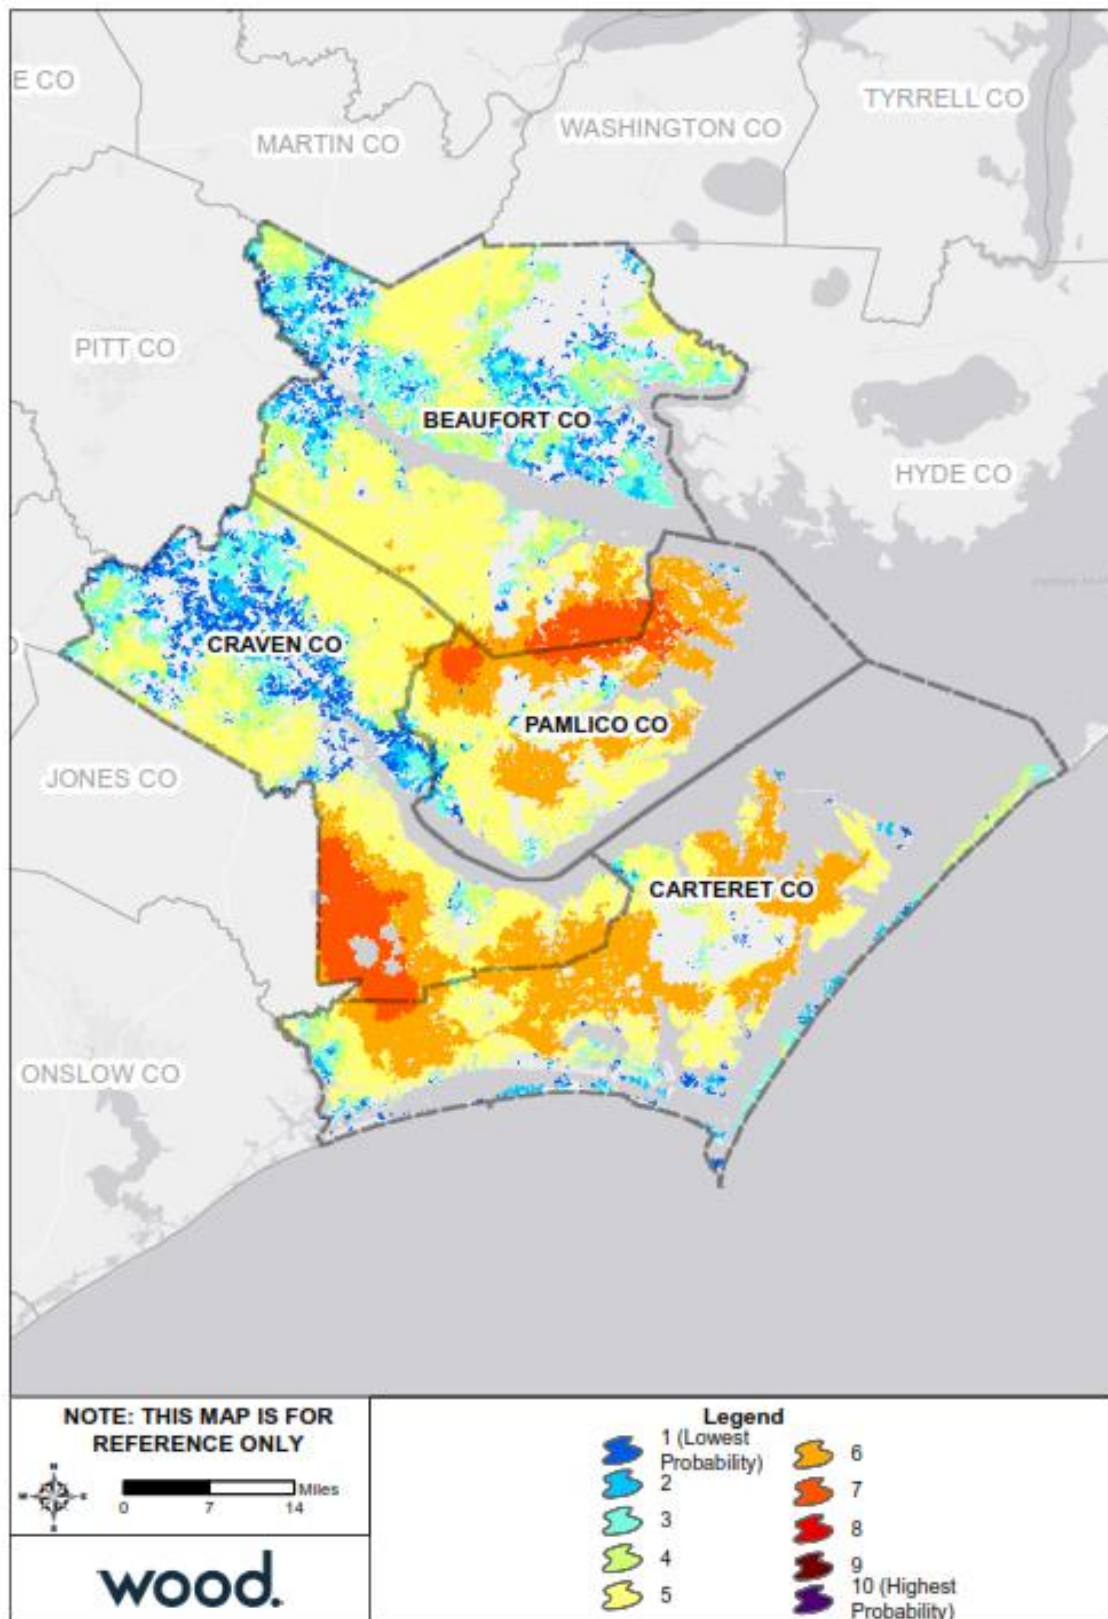 E CO
TYRRELL CO
WASHINGTON CO
MARTIN CO
PITT CO
BEAUFORT CO
HYDE CO
CRAVEN CO
PAMLICO CO
JONES CO
CARTERET CO
ONSLOW CO
NOTE: THIS MAP IS FOR
REFERENCE ONLY
Miles
0 7 14
wood.
Legend
1 (Lowest
Probability)
2
3
4
5
6
7
8
9
10 (Highest
Probability)